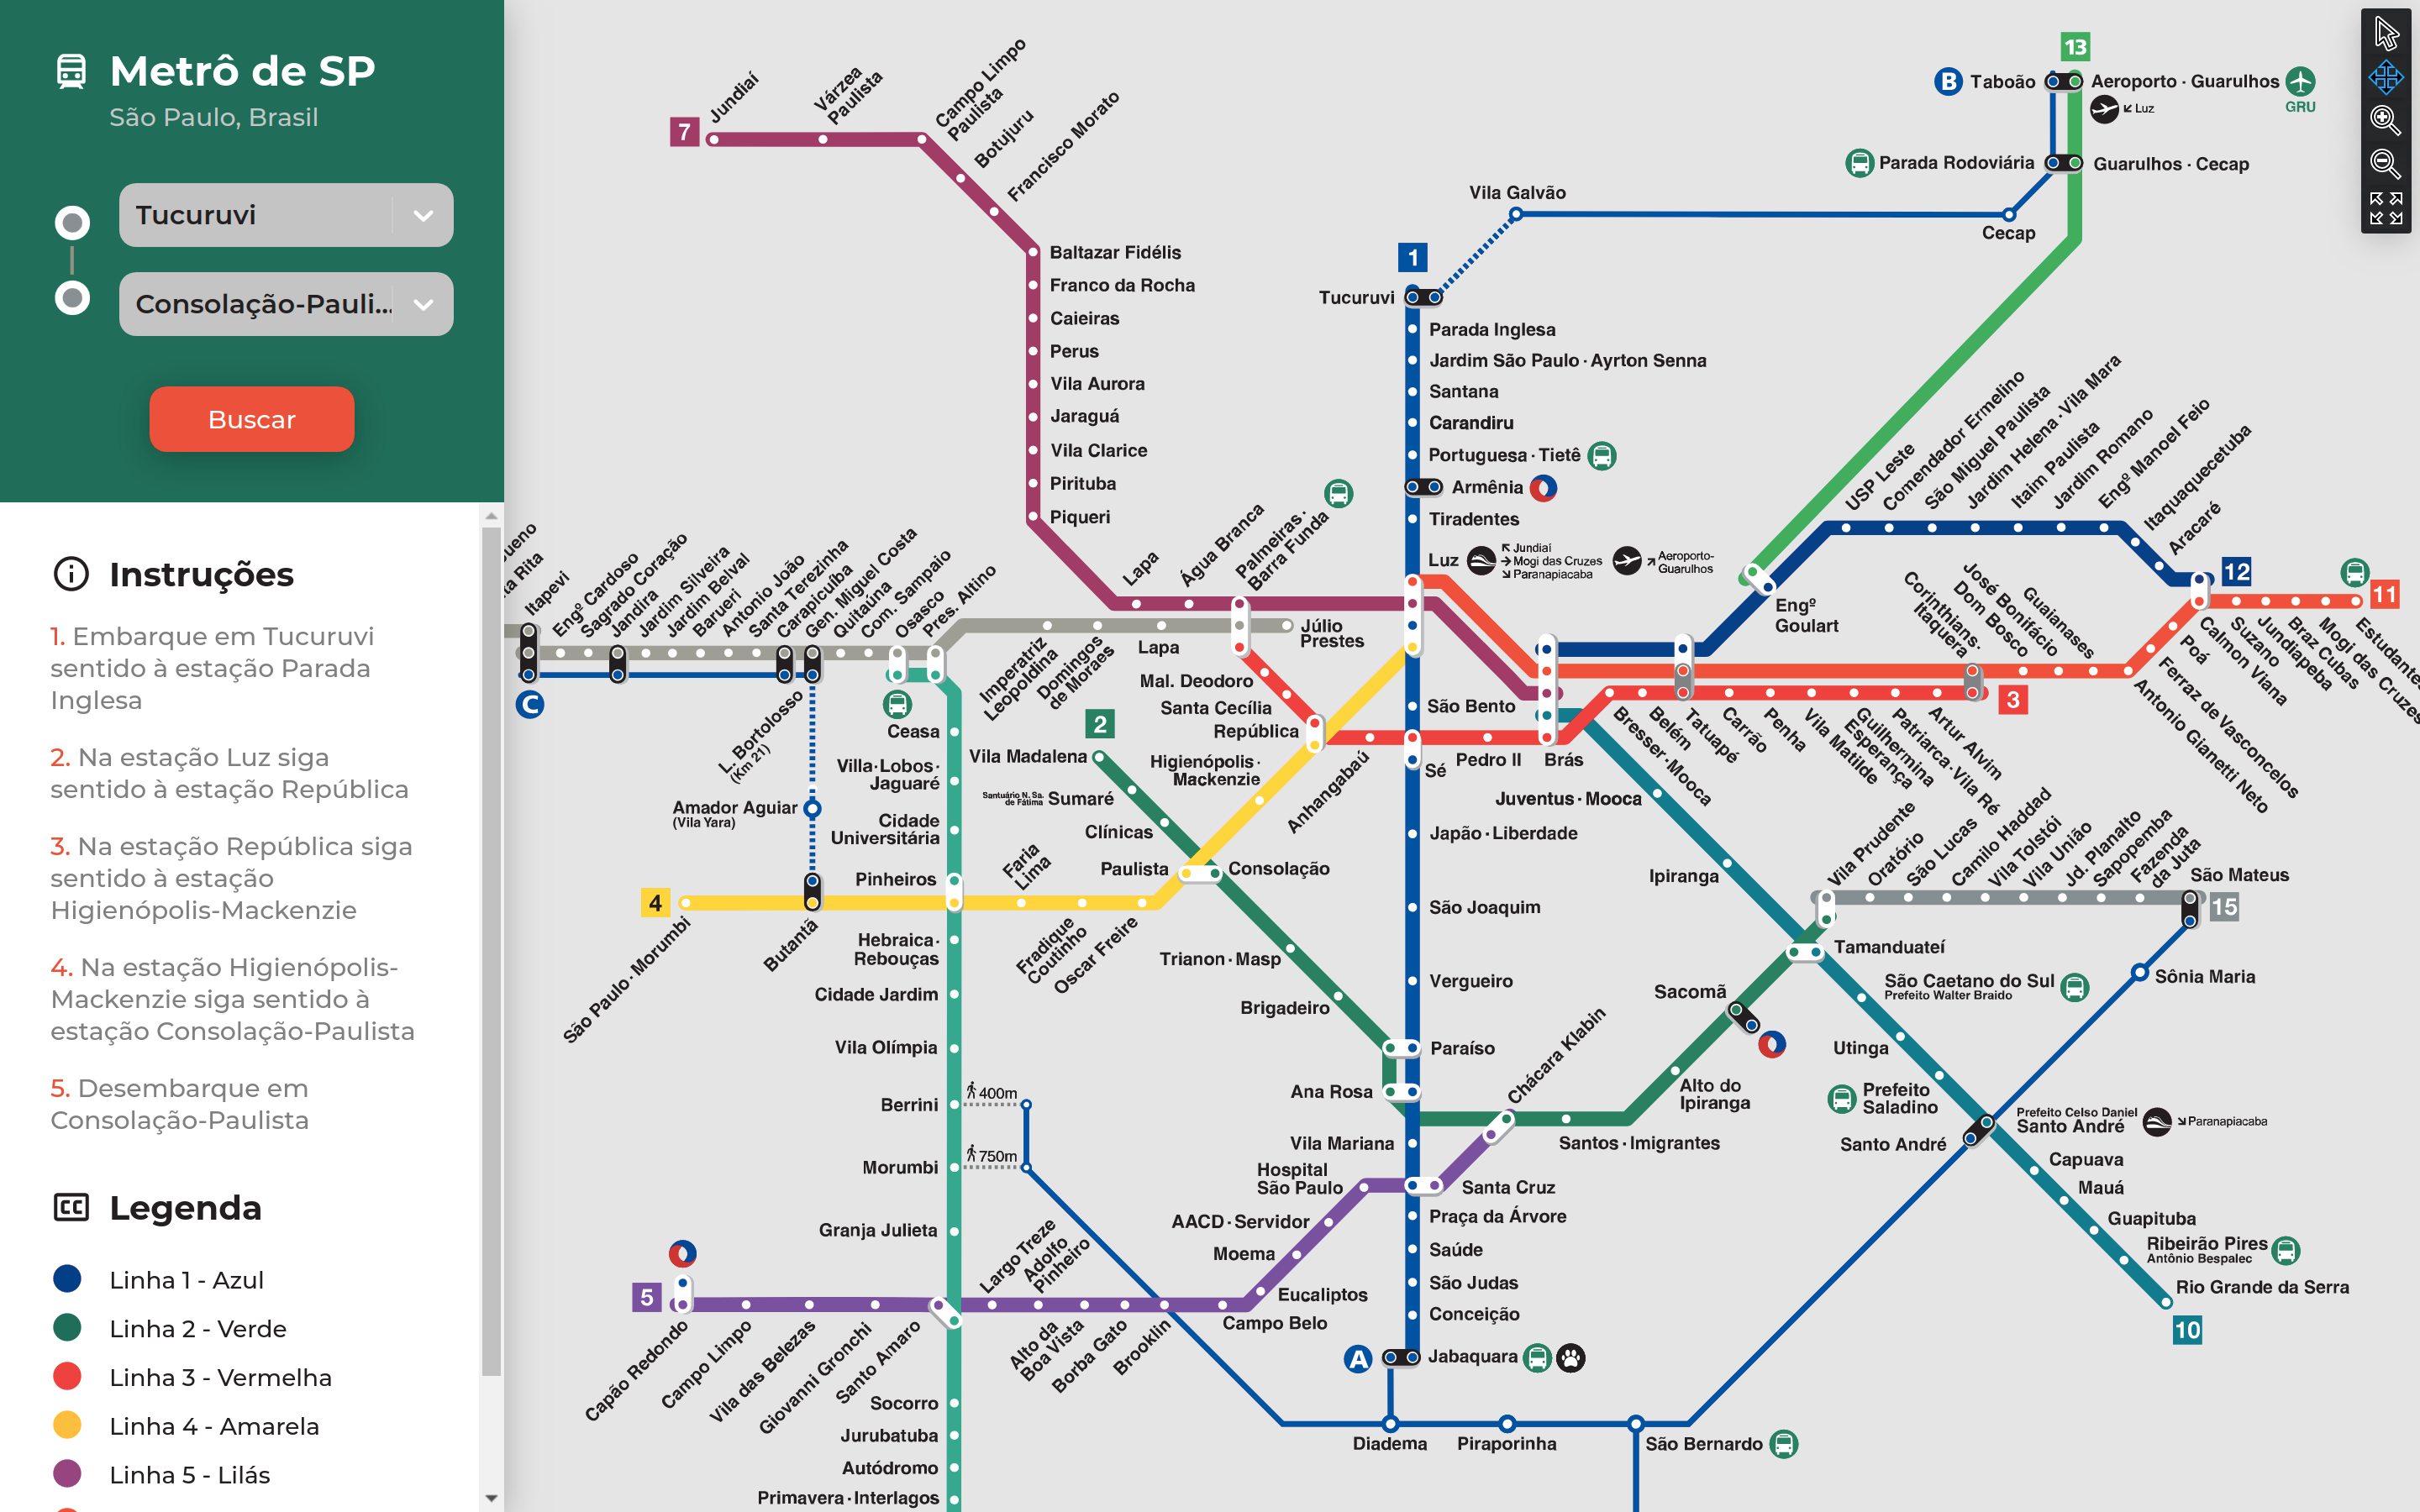 Metrô de SP
São Paulo, Brasil
Tucuruvi
Consolação-Pauli...
Buscar
Instruções
1. Embarque em Tucuruvi
sentido à estação Parada
Inglesa
2. Na estação Luz siga
sentido à estação República
3. Na estação República siga
sentido à estação
Higienópolis-Mackenzie
4. Na estação Higienópolis-
Mackenzie siga sentido à
estação Consolação-Paulista
5. Desembarque em
Consolação-Paulista
Legenda
Linha 1 - Azul
Linha 2 - Verde
Linha 3 - Vermelha
Linha 4 - Amarela
Linha 5 - Lilás
7
Jundiaí
Várzea
Paulista
Campo Limpo
Paulista
Botujuru
Francisco Morato
Baltazar Fidélis
Franco da Rocha
Caieiras
Perus
Vila Aurora
Jaraguá
Vila Clarice
Pirituba
Piqueri
Lapa
Água Branca
Palmeiras·
Barra Funda
13
B
Taboão
Aeroporto · Guarulhos
GRU
Luz
Parada Rodoviária
Guarulhos · Cecap
Vila Galvão
Cecap
1
Tucuruvi
Parada Inglesa
Jardim São Paulo · Ayrton Senna
Santana
Carandiru
Portuguesa · Tietê
Armênia
Tiradentes
Luz
Jundiaí
Mogi das Cruzes
Paranapiacaba
Aeroporto-
Guarulhos
São Bento
Sé
Japão · Liberdade
São Joaquim
Vergueiro
Paraíso
Ana Rosa
Vila Mariana
Santa Cruz
Praça da Árvore
Saúde
São Judas
Conceição
A
Jabaquara
Diadema
Piraporinha
São Bernardo
USP Leste
Comendador Ermelino
São Miguel Paulista
Jardim Helena · Vila Mara
Itaim Paulista
Jardim Romano
Engº Manoel Feio
Itaquaquecetuba
Aracaré
12
11
Engº
Goulart
Corinthians·
Itaquera
Dom Bosco
José Bonifácio
Guaianases
Antonio Gianetti Neto
Ferraz de Vasconcelos
Poá
Calmon Viana
Suzano
Jundiapeba
Braz Cubas
Mogi das Cruzes
Estudantes
3
Pedro II
Brás
Bresser · Mooca
Belém
Tatuapé
Carrão
Penha
Vila Matilde
Guilhermina
Esperança
Patriarca · Vila Ré
Artur Alvim
ueno
ta Rita
Itapevi
Engº Cardoso
Sagrado Coração
Jandira
Jardim Silveira
Jardim Belval
Barueri
Antonio João
Santa Terezinha
Carapicuíba
Gen. Miguel Costa
Quitaúna
Com. Sampaio
Osasco
Pres. Altino
C
Imperatriz
Leopoldina
Domingos
de Moraes
Lapa
Júlio
Prestes
Mal. Deodoro
Santa Cecília
República
Anhangabaú
Higienópolis·
Mackenzie
2
Vila Madalena
Santuário N. Sa.
de Fátima
Sumaré
Clínicas
Paulista
Consolação
Trianon · Masp
Brigadeiro
Chácara Klabin
Santos · Imigrantes
Alto do
Ipiranga
Sacomã
Tamanduateí
Vila Prudente
Oratório
São Lucas
Camilo Haddad
Vila Tolstói
Vila União
Jd. Planalto
Sapopemba
Fazenda
da Juta
São Mateus
15
Sônia Maria
L. Bortolosso
(Km 21)
Amador Aguiar
(Vila Yara)
4
São Paulo · Morumbi
Butantã
Faria
Lima
Fradique
Coutinho
Oscar Freire
Ceasa
Villa-Lobos·
Jaguaré
Cidade
Universitária
Pinheiros
Hebraica·
Rebouças
Cidade Jardim
Vila Olímpia
Berrini
400m
Morumbi
750m
Granja Julieta
Socorro
Jurubatuba
Autódromo
Primavera · Interlagos
5
Capão Redondo
Campo Limpo
Vila das Belezas
Giovanni Gronchi
Santo Amaro
Largo Treze
Adolfo
Pinheiro
Alto da
Boa Vista
Borba Gato
Brooklin
Campo Belo
Eucaliptos
Moema
AACD · Servidor
Hospital
São Paulo
Juventus · Mooca
Ipiranga
São Caetano do Sul
Prefeito Walter Braido
Utinga
Prefeito
Saladino
Santo André
Prefeito Celso Daniel
Santo André
Paranapiacaba
Capuava
Mauá
Guapituba
Ribeirão Pires
Antônio Bespalec
Rio Grande da Serra
10